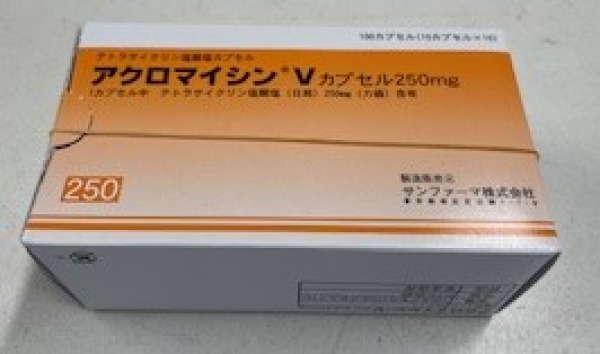 100カプセル(10カプセル×10)
テトラサイクリン塩酸塩カプセル
アクロマイシン®Vカプセル250mg
1カプセル中 テトラサイクリン塩酸塩(日局)250mg(力価)含有
250
製造販売元
サンファーマ株式会社